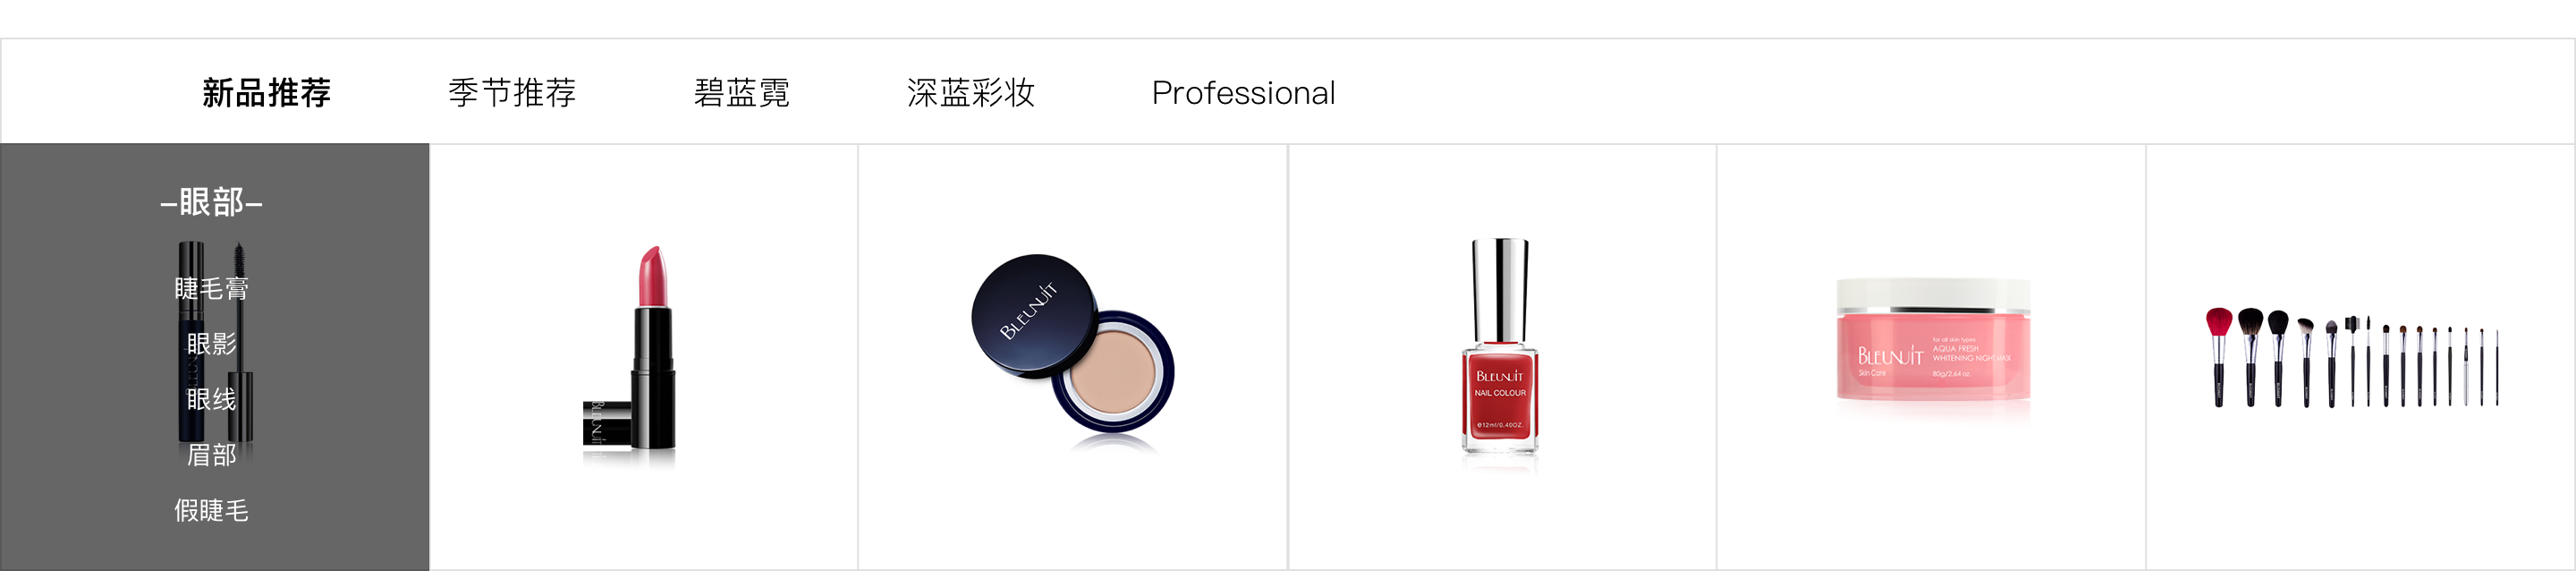 新品推荐
季节推荐
碧蓝霓
深蓝彩妆
Professional
–眼部–
睫毛膏
眼影
眼线
眉部
假睫毛
BLEUNUIT
BLEUNUIT
BLEUNUIT
NAIL COLOUR
e12ml/0.40OZ.
BLEUNUIT
Skin Care
for all skin types
AQUA FRESH
WHITENING NIGHT MASK
80g/2.64 oz.